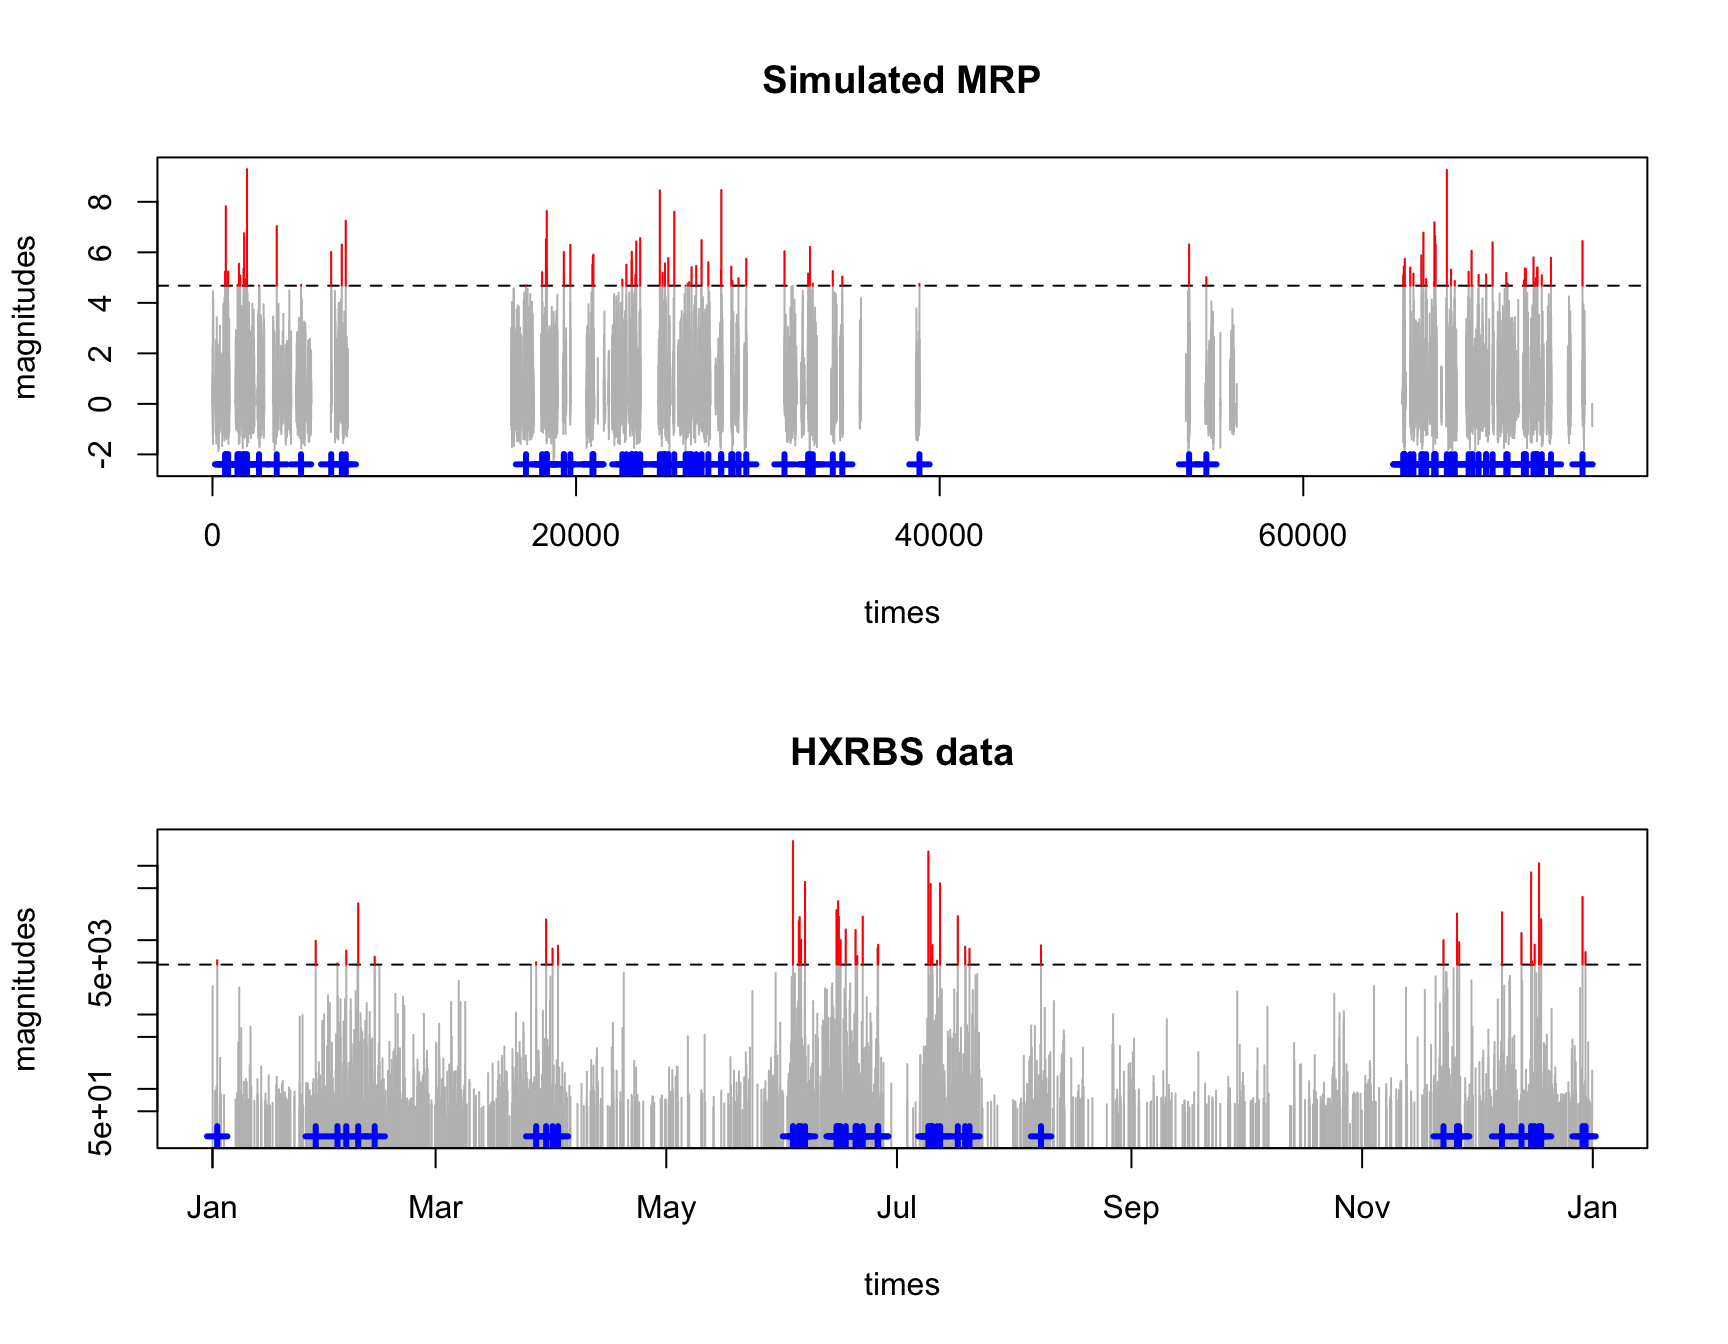 Simulated MRP
magnitudes
8
6
4
2
0
-2
0 20000 40000 60000
times
HXRBS data
magnitudes
5e+03
5e+01
Jan Mar May Jul Sep Nov Jan
times